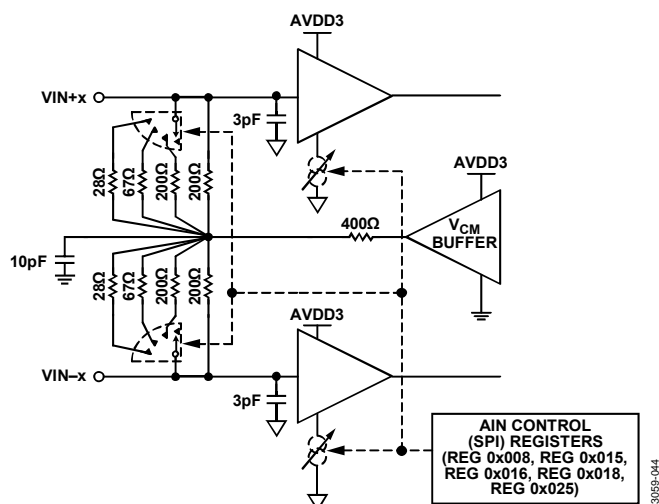 AVDD3
VIN+x
3pF
28Ω
67Ω
200Ω
200Ω
AVDD3
400Ω
VCM
BUFFER
10pF
28Ω
67Ω
200Ω
200Ω
AVDD3
VIN–x
3pF
AIN CONTROL
(SPI) REGISTERS
(REG 0x008, REG 0x015,
REG 0x016, REG 0x018,
REG 0x025)
3059-044